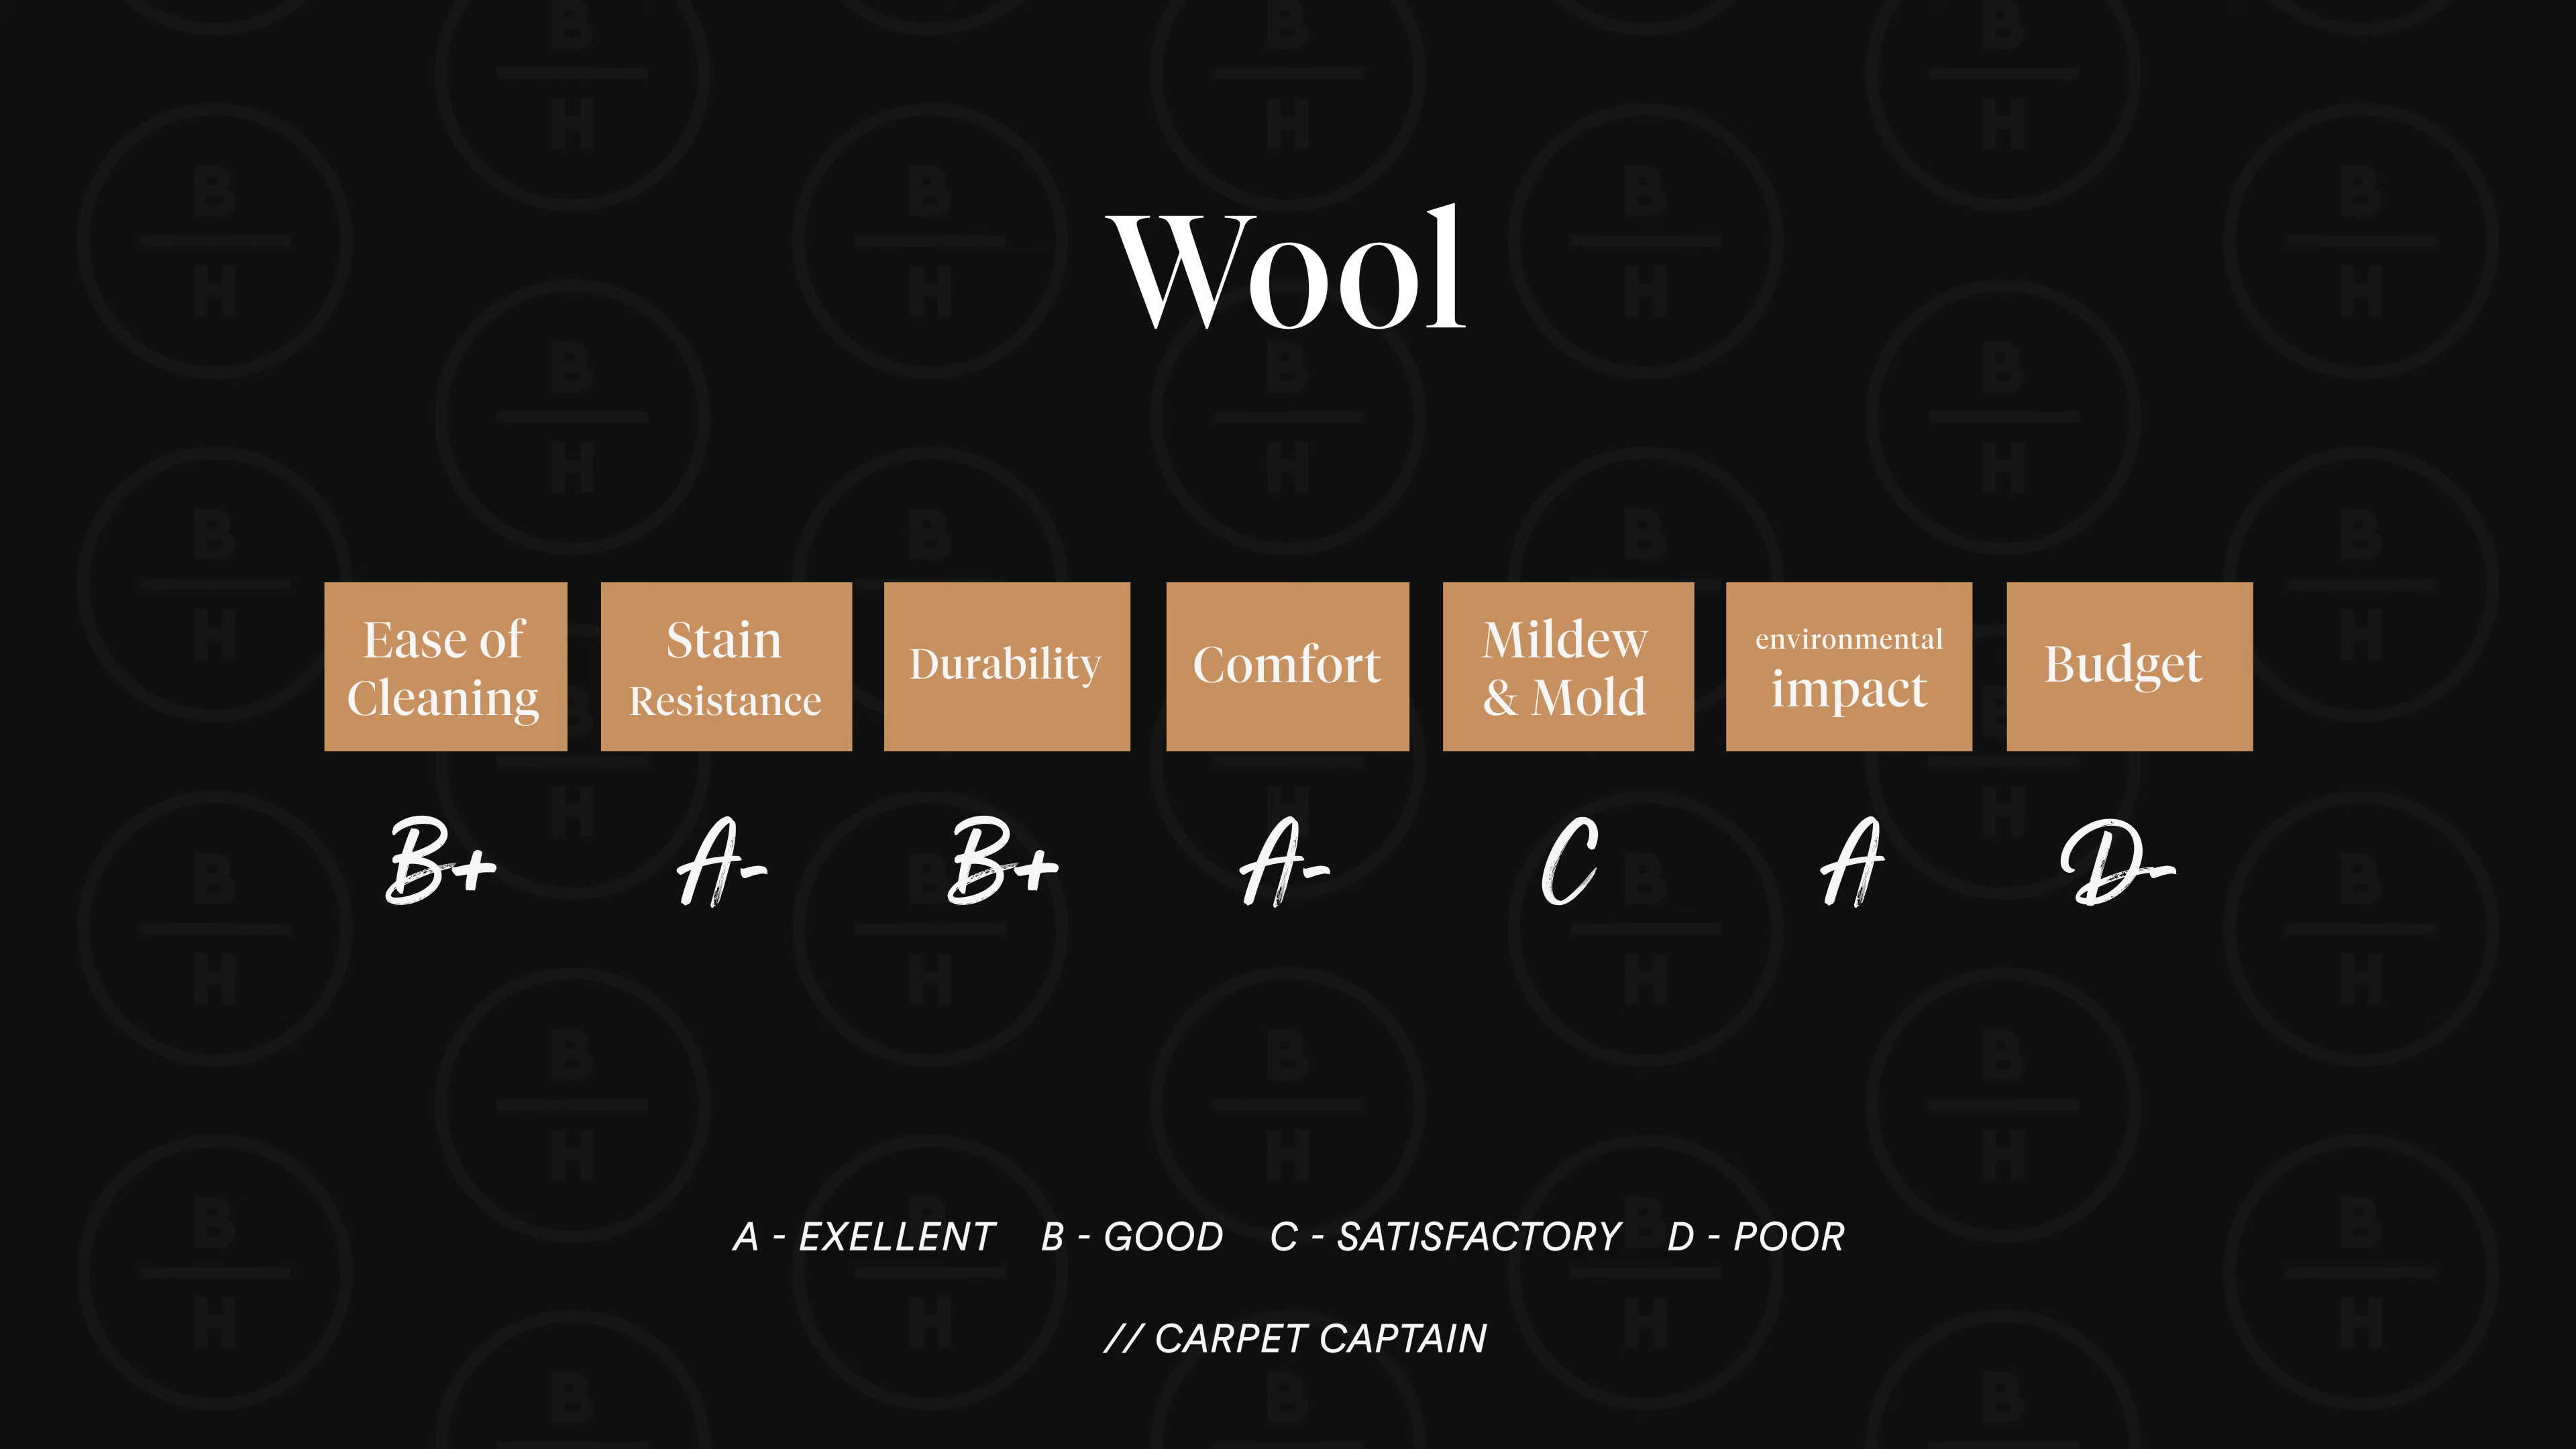 Wool
Ease of
Cleaning
Stain
Resistance
Durability
Comfort
Mildew
& Mold
environmental
impact
Budget
B+
A-
B+
A-
C
A
D-
A - EXELLENT B - GOOD C - SATISFACTORY D - POOR
// CARPET CAPTAIN